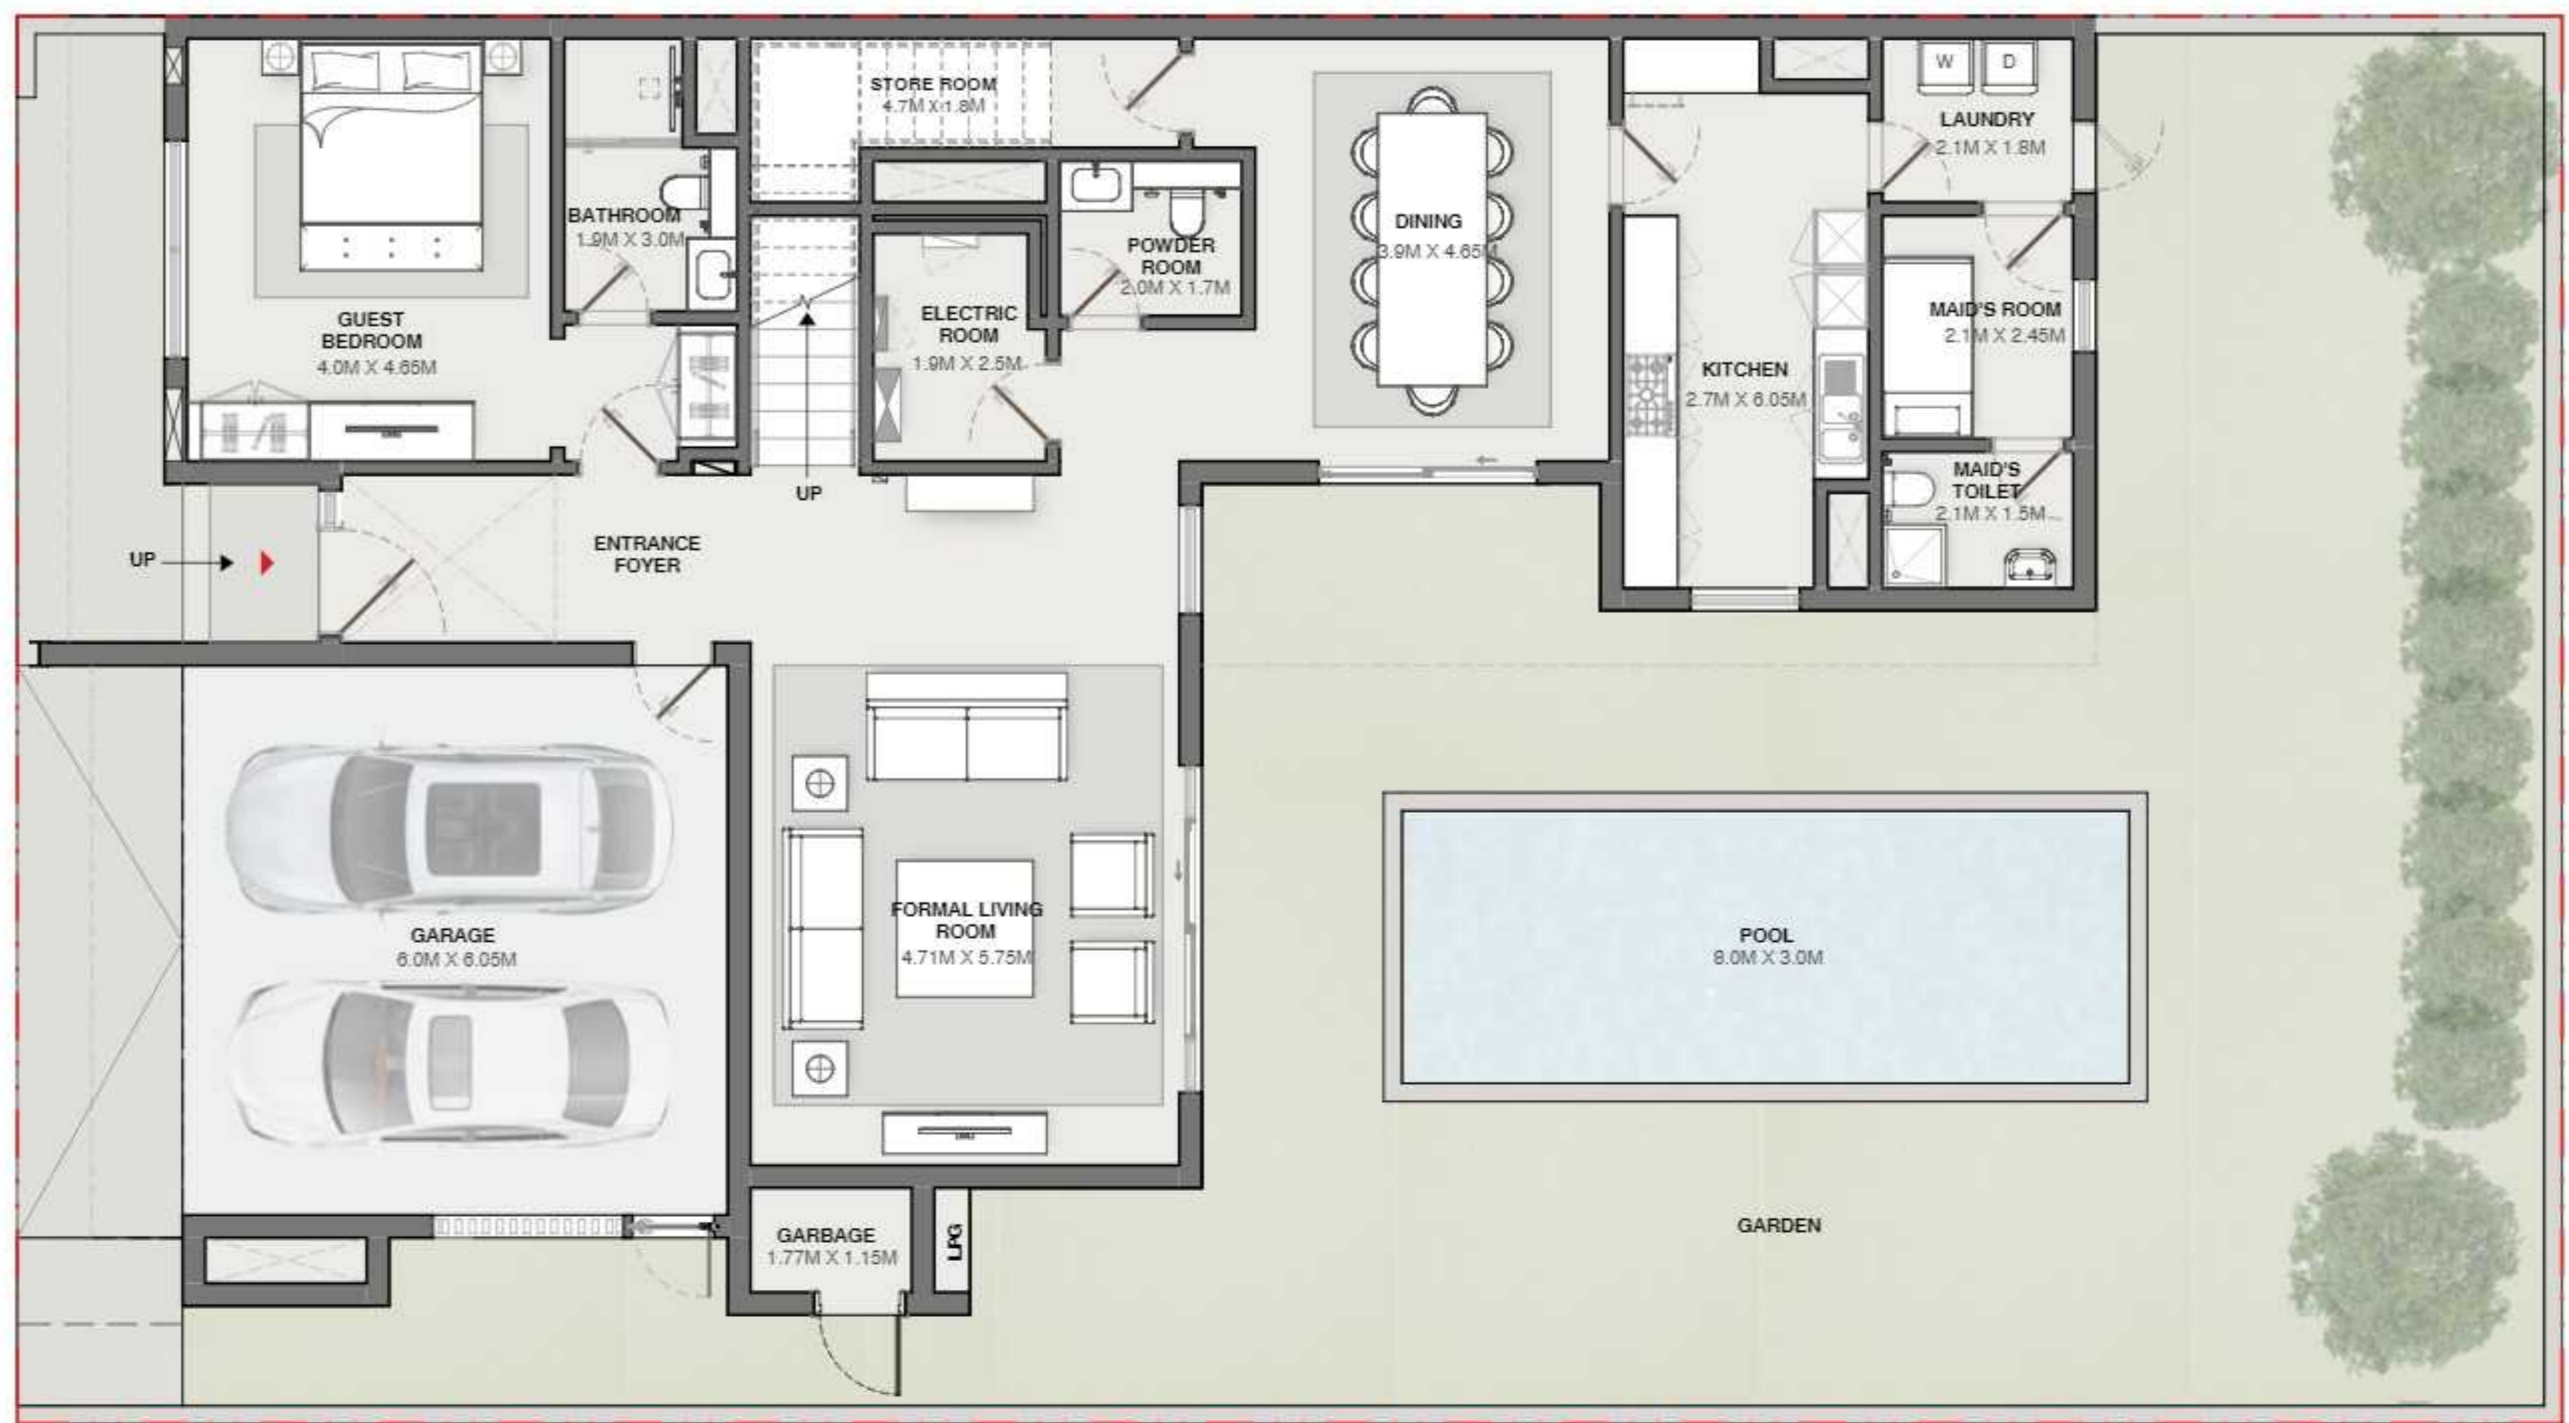 STORE ROOM
4.7M X 1.8M
W
D
LAUNDRY
2.1M X 1.8M
BATHROOM
1.9M X 3.0M
POWDER
ROOM
2.0M X 1.7M
DINING
3.9M X 4.65M
GUEST
BEDROOM
4.0M X 4.65M
ELECTRIC
ROOM
1.9M X 2.5M
MAID'S ROOM
2.1M X 2.45M
KITCHEN
2.7M X 6.05M
MAID'S
TOILET
2.1M X 1.5M
UP
UP
ENTRANCE
FOYER
FORMAL LIVING
ROOM
4.71M X 5.75M
GARAGE
6.0M X 6.05M
POOL
8.0M X 3.0M
GARBAGE
1.77M X 1.15M
LPG
GARDEN